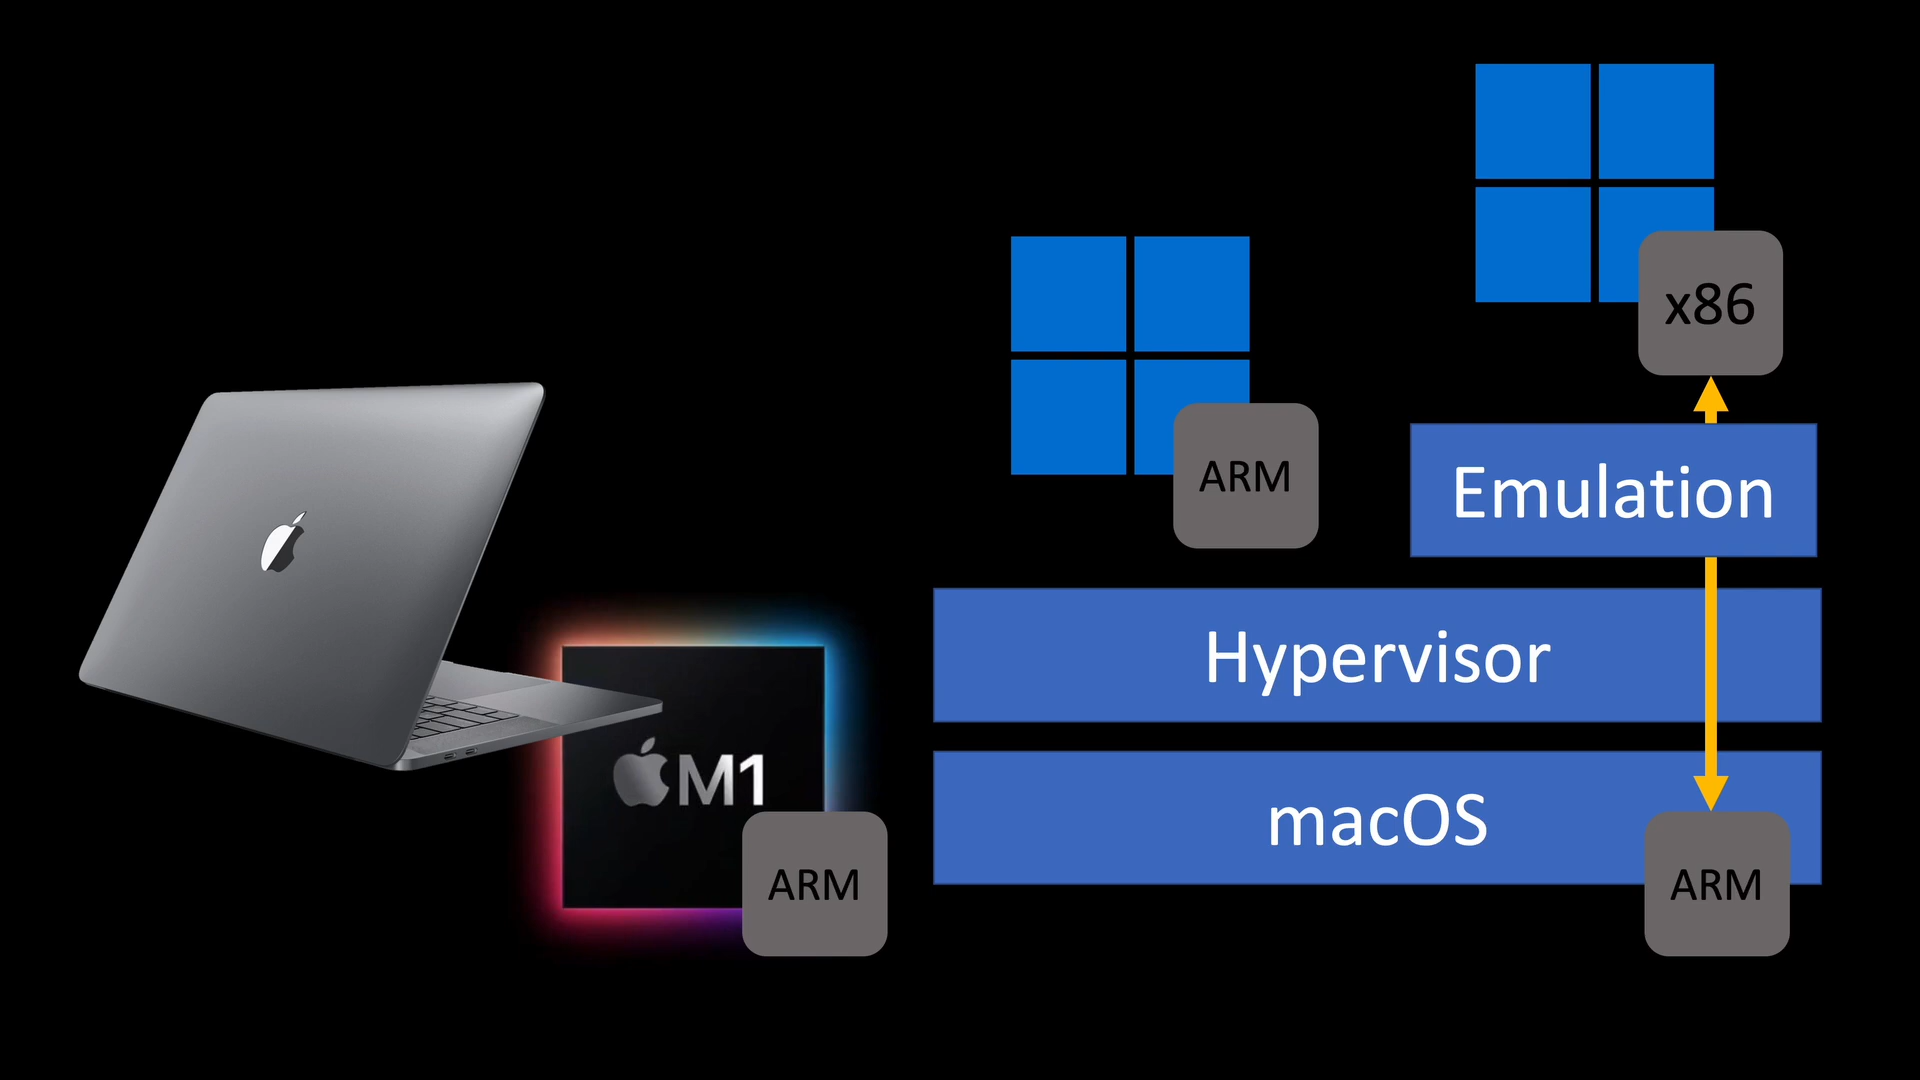 x86
ARM
Emulation
Hypervisor
M1
macOS
ARM
ARM